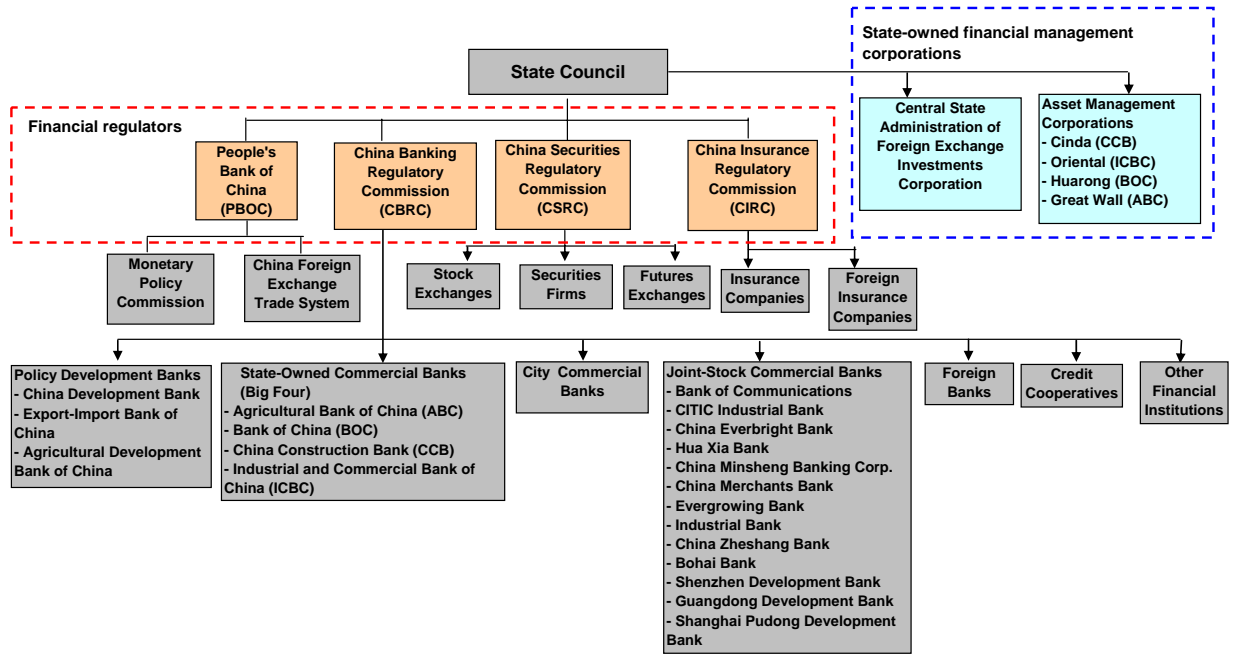 State-owned financial management
corporations
State Council
Financial regulators
People's
Bank of
China
(PBOC)
China Banking
Regulatory
Commission
(CBRC)
China Securities
Regulatory
Commission
(CSRC)
China Insurance
Regulatory
Commission
(CIRC)
Central State
Administration of
Foreign Exchange
Investments
Corporation
Asset Management
Corporations
- Cinda (CCB)
- Oriental (ICBC)
- Huarong (BOC)
- Great Wall (ABC)
Monetary
Policy
Commission
China Foreign
Exchange
Trade System
Stock
Exchanges
Securities
Firms
Futures
Exchanges
Insurance
Companies
Foreign
Insurance
Companies
Policy Development Banks
- China Development Bank
- Export-Import Bank of
China
- Agricultural Development
Bank of China
State-Owned Commercial Banks
(Big Four)
- Agricultural Bank of China (ABC)
- Bank of China (BOC)
- China Construction Bank (CCB)
- Industrial and Commercial Bank of
China (ICBC)
City Commercial
Banks
Joint-Stock Commercial Banks
- Bank of Communications
- CITIC Industrial Bank
- China Everbright Bank
- Hua Xia Bank
- China Minsheng Banking Corp.
- China Merchants Bank
- Evergrowing Bank
- Industrial Bank
- China Zheshang Bank
- Bohai Bank
- Shenzhen Development Bank
- Guangdong Development Bank
- Shanghai Pudong Development
Bank
Foreign
Banks
Credit
Cooperatives
Other
Financial
Institutions